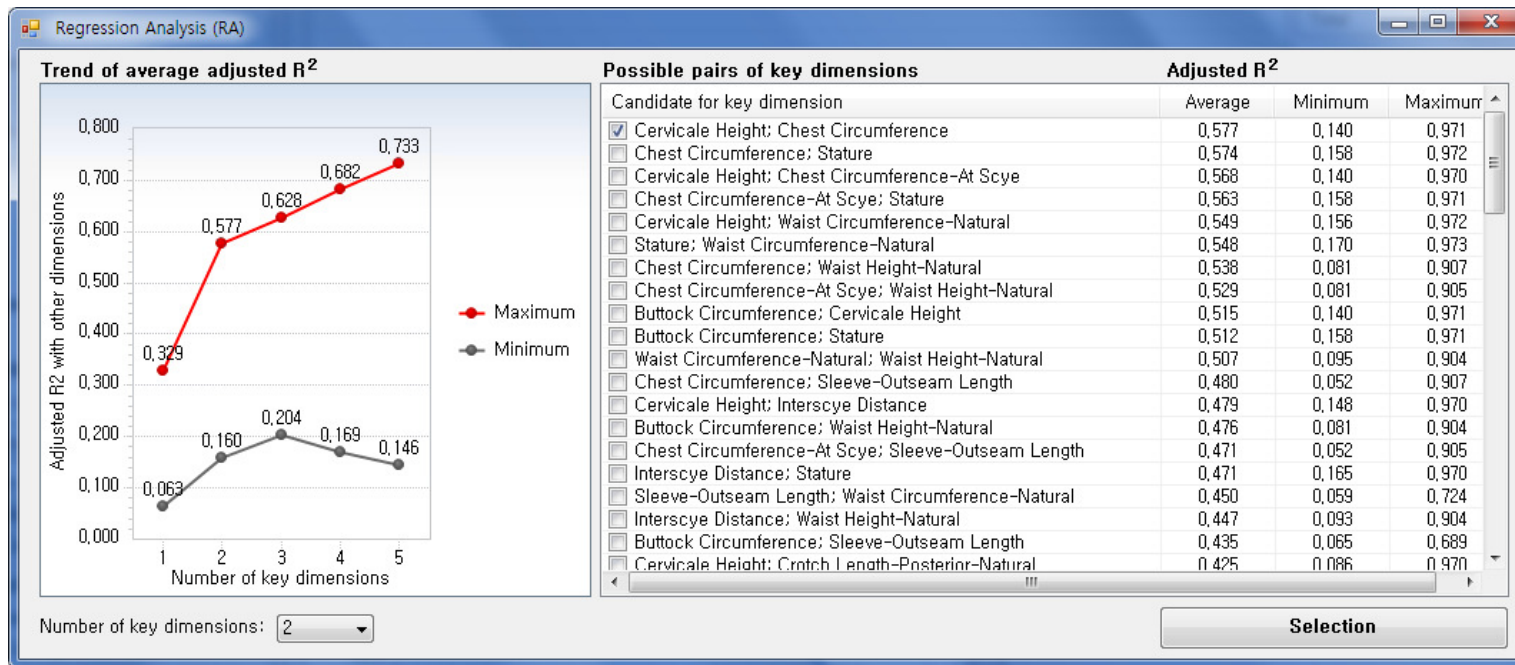 Regression Analysis (RA)
Trend of average adjusted R2
Adjusted R2 with other dimensions
0,800
0,700
0,600
0,500
0,400
0,300
0,200
0,100
0,000
0,329
0,577
0,628
0,682
0,733
0,063
0,160
0,204
0,169
0,146
1 2 3 4 5
Number of key dimensions
Maximum
Minimum
Number of key dimensions: 2
Possible pairs of key dimensions Adjusted R2
Candidate for key dimension Average Minimum Maximum
Cervicale Height; Chest Circumference 0,577 0,140 0,971
Chest Circumference; Stature 0,574 0,158 0,972
Cervicale Height; Chest Circumference-At Scye 0,568 0,140 0,970
Chest Circumference-At Scye; Stature 0,563 0,158 0,971
Cervicale Height; Waist Circumference-Natural 0,549 0,156 0,972
Stature; Waist Circumference-Natural 0,548 0,170 0,973
Chest Circumference; Waist Height-Natural 0,538 0,081 0,907
Chest Circumference-At Scye; Waist Height-Natural 0,529 0,081 0,905
Buttock Circumference; Cervicale Height 0,515 0,140 0,971
Buttock Circumference; Stature 0,512 0,158 0,971
Waist Circumference-Natural; Waist Height-Natural 0,507 0,095 0,904
Chest Circumference; Sleeve-Outseam Length 0,480 0,052 0,907
Cervicale Height; Interscye Distance 0,479 0,148 0,970
Buttock Circumference; Waist Height-Natural 0,476 0,081 0,904
Chest Circumference-At Scye; Sleeve-Outseam Length 0,471 0,052 0,905
Interscye Distance; Stature 0,471 0,165 0,970
Sleeve-Outseam Length; Waist Circumference-Natural 0,450 0,059 0,724
Interscye Distance; Waist Height-Natural 0,447 0,093 0,904
Buttock Circumference; Sleeve-Outseam Length 0,435 0,065 0,689
Cervicale Height; Crotch Length-Posterior-Natural 0,425 0,086 0,970
Selection